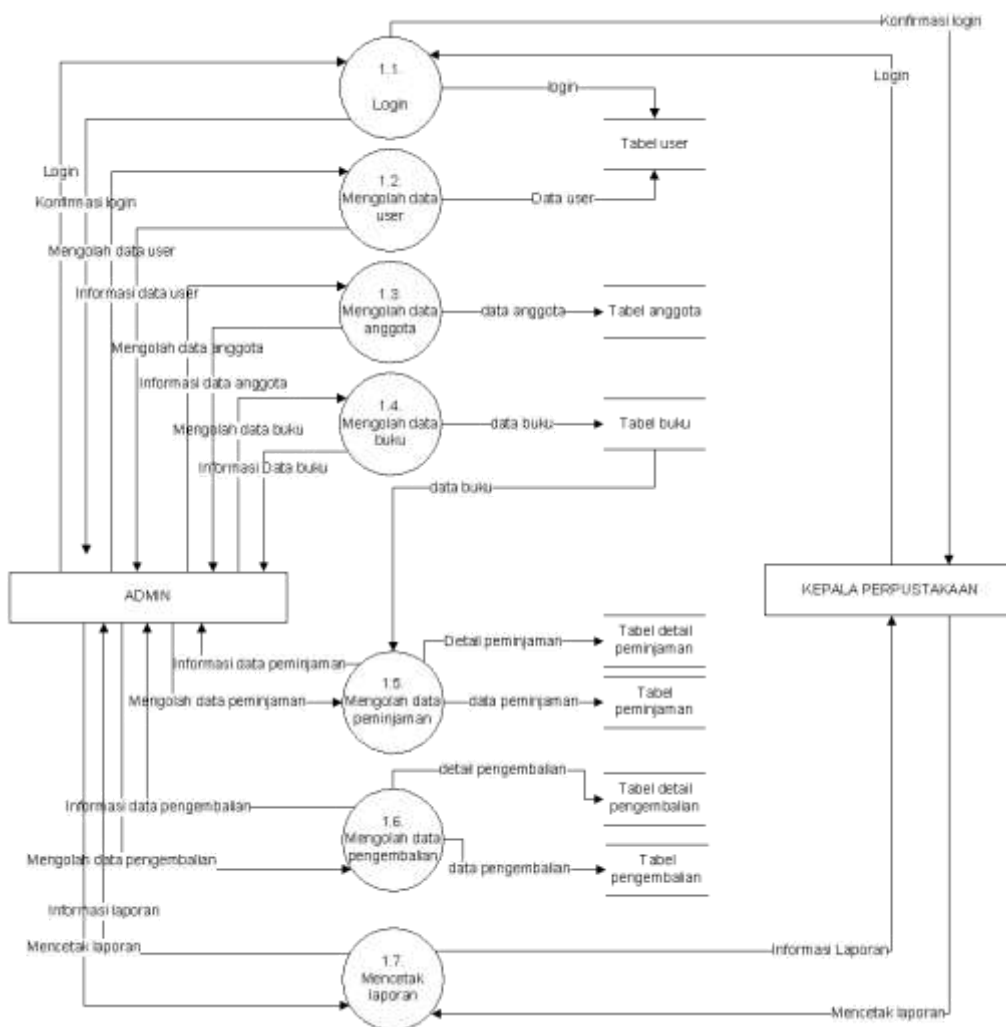 Konfirmasi login
Login
1.1.
Login
login
Tabel user
Login
Konfirmasi login
1.2.
Mengolah data
user
Data user
Mengolah data user
Informasi data user
1.3.
Mengolah data
anggota
data anggota
Tabel anggota
Mengolah data anggota
Informasi data anggota
1.4.
Mengolah data
buku
data buku
Tabel buku
Mengolah data buku
Informasi Data buku
data buku
ADMIN
KEPALA PERPUSTAKAAN
Detail peminjaman
Tabel detail
peminjaman
Informasi data peminjaman
1.5.
Mengolah data
peminjaman
Mengolah data peminjaman
data peminjaman
Tabel
peminjaman
detail pengembalian
Tabel detail
pengembalian
Informasi data pengembalian
1.6.
Mengolah data
pengembalian
Mengolah data pengembalian
data pengembalian
Tabel
pengembalian
Informasi laporan
Mencetak laporan
Informasi Laporan
1.7.
Mencetak
laporan
Mencetak laporan